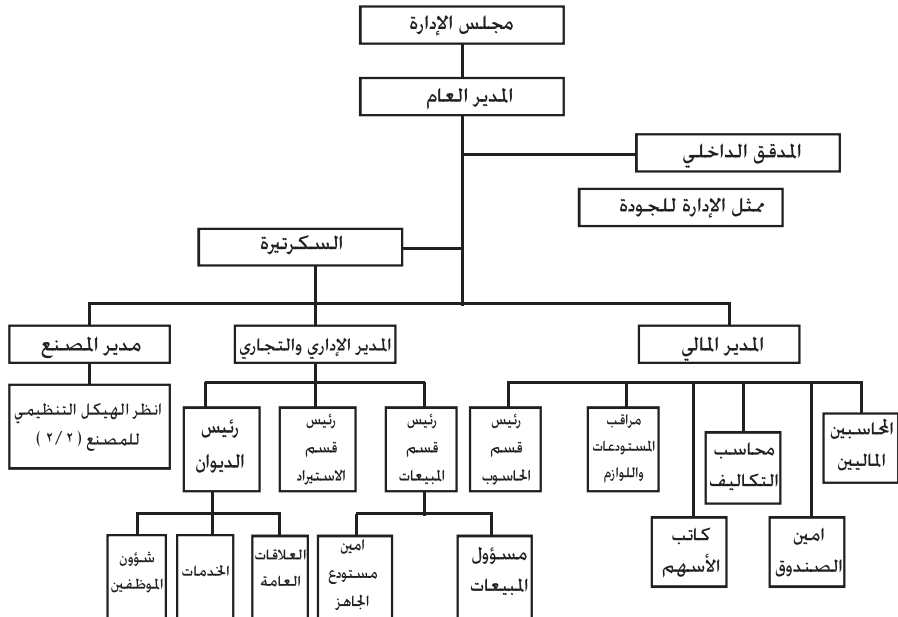 مجلس الإدارة
المدير العام
المدقق الداخلي
ممثل الإدارة للجودة
السكرتيرة
المدير المالي
المدير الإداري والتجاري
مدير المصنع
المحاسبين
الماليين
محاسب
التكاليف
مراقب
المستودعات
واللوازم
رئيس
قسم
الحاسوب
رئيس
قسم
المبيعات
رئيس
قسم
الاستيراد
رئيس
الديوان
انظر الهيكل التنظيمي
للمصنع (٢/٢)
امين
الصندوق
كاتب
الأسهم
مسؤول
المبيعات
امين
مستودع
الجاهز
العلاقات
العامة
الخدمات
شؤون
الموظفين